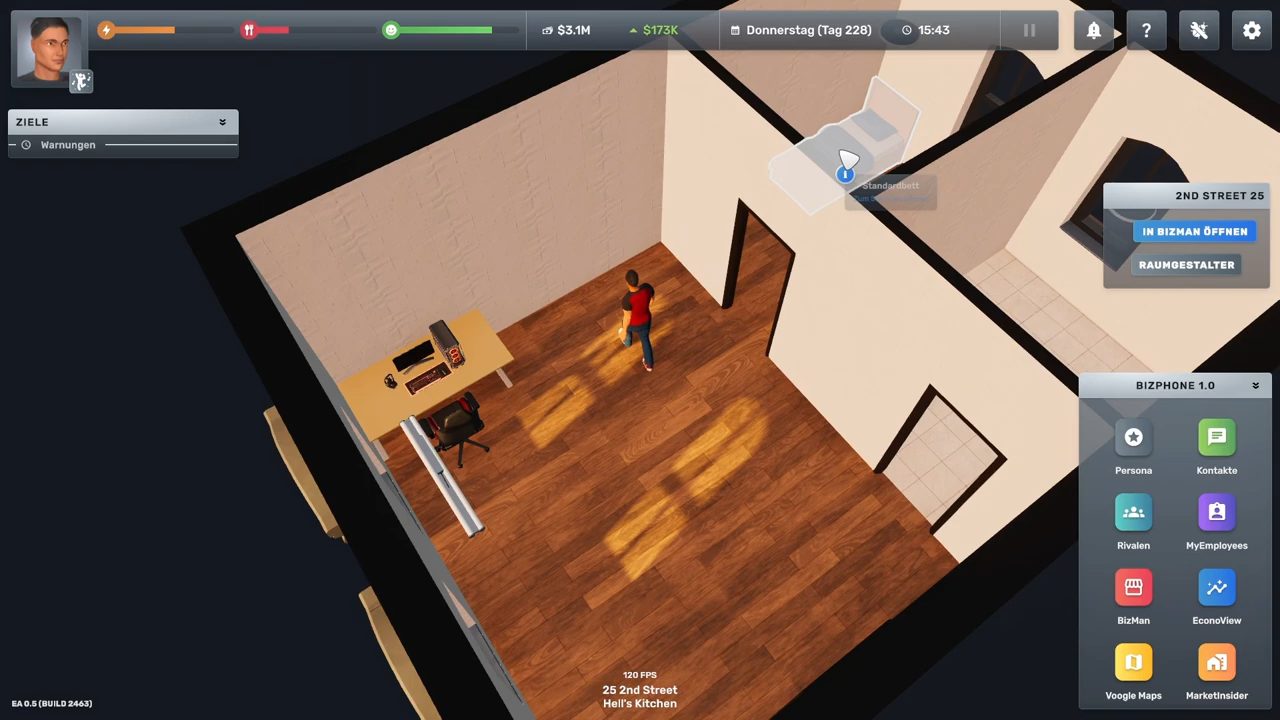 $3.1M
$173K
Donnerstag (Tag 228)
15:43
?
ZIELE
Warnungen
Standardbett
2ND STREET 25
IN BIZMAN ÖFFNEN
RAUMGESTALTER
BIZPHONE 1.0
Persona
Kontakte
Rivalen
MyEmployees
BizMan
EconoView
Voogle Maps
MarketInsider
120 FPS
25 2nd Street
Hell's Kitchen
EA 0.5 (BUILD 2463)